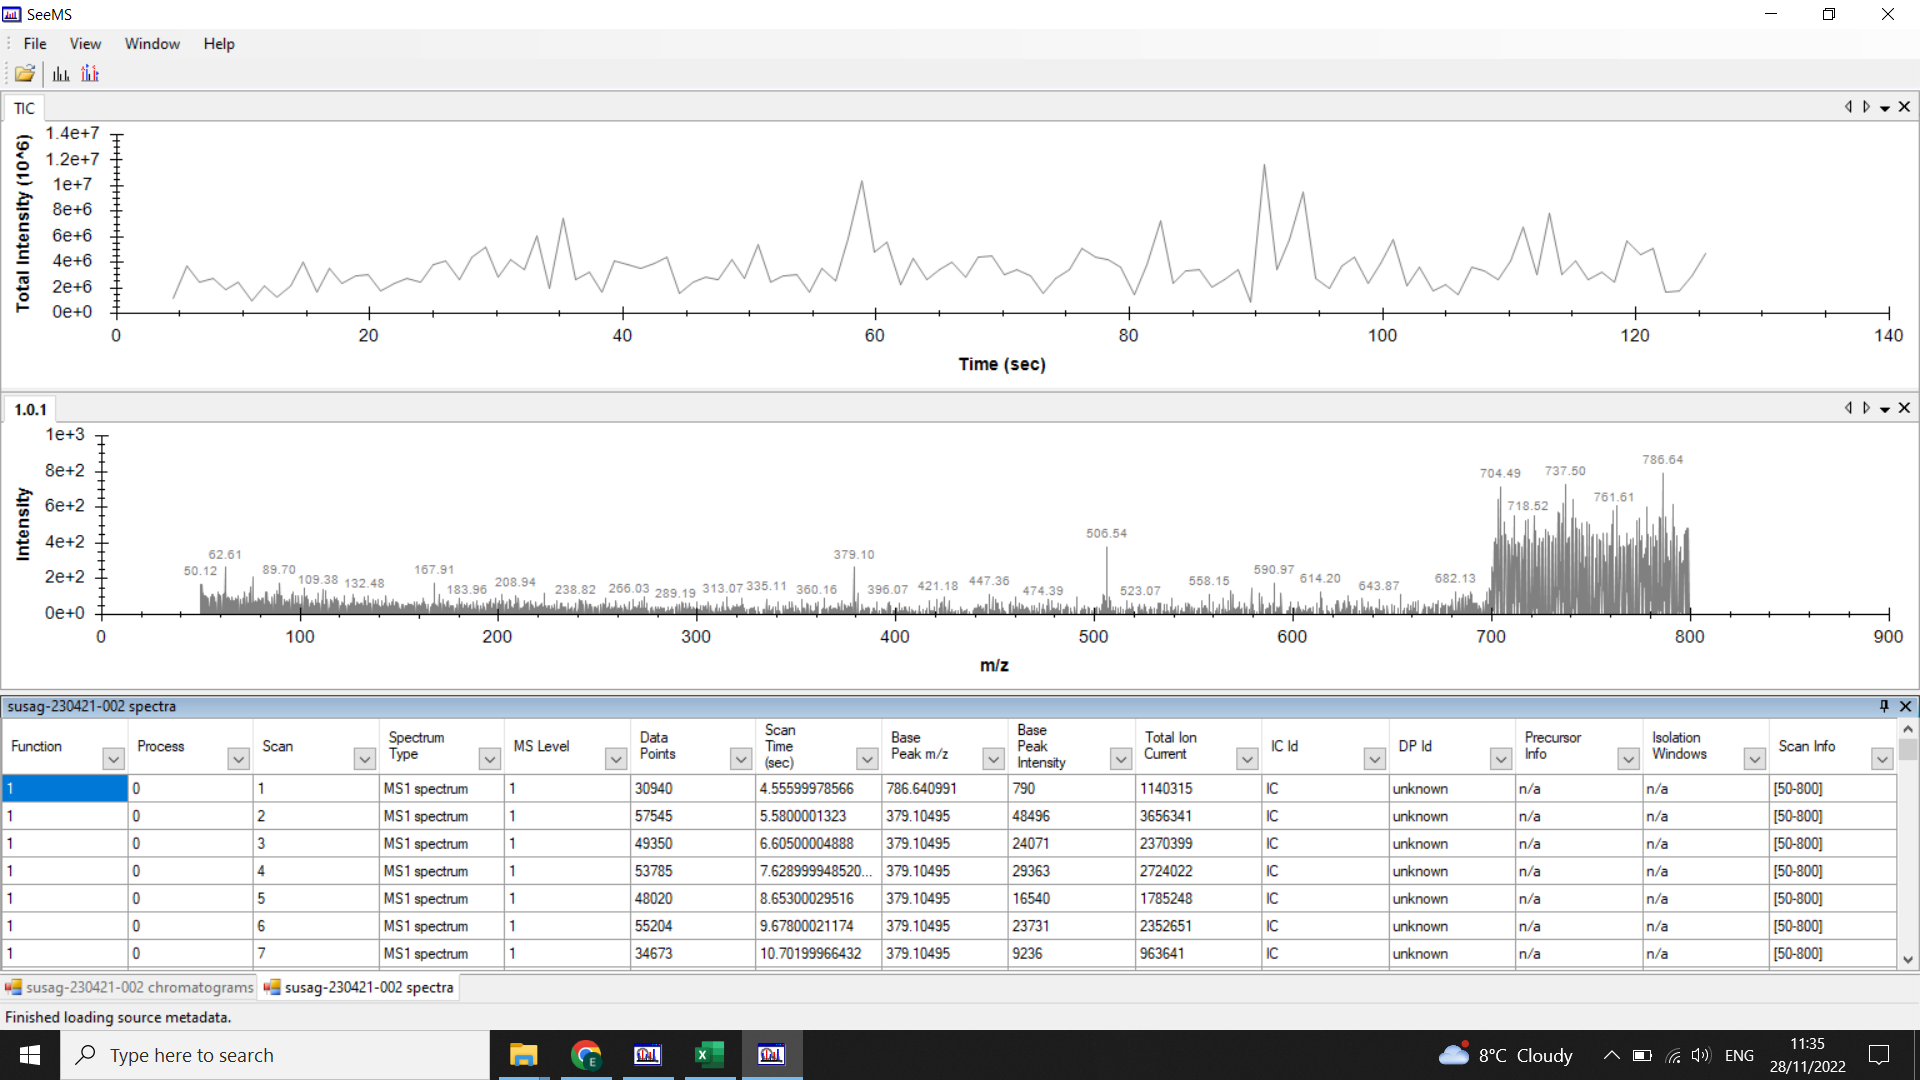 SeeMS
File View Window Help
TIC
Total Intensity (10^6)
1.4e+7
1.2e+7
1e+7
8e+6
6e+6
4e+6
2e+6
0e+0
0 20 40 60 80 100 120 140
Time (sec)
1.0.1
Intensity
1e+3
8e+2
6e+2
4e+2
2e+2
0e+0
50.12 62.61 89.70 109.38 132.48 167.91 183.96 208.94 238.82 266.03 289.19 313.07 335.11 360.16 379.10 396.07 421.18 447.36 474.39 506.54 523.07 558.15 590.97 614.20 643.87 682.13 704.49 718.52 737.50 761.61 786.64
0 100 200 300 400 500 600 700 800 900
m/z
susag-230421-002 spectra
Function Process Scan Spectrum Type MS Level Data Points Scan Time (sec) Base Peak m/z Base Peak Intensity Total Ion Current IC Id DP Id Precursor Info Isolation Windows Scan Info
1 0 1 MS1 spectrum 1 30940 4.55599978566 786.640991 790 1140315 IC unknown n/a n/a [50-800]
1 0 2 MS1 spectrum 1 57545 5.5800001323 379.10495 48496 3656341 IC unknown n/a n/a [50-800]
1 0 3 MS1 spectrum 1 49350 6.60500004888 379.10495 24071 2370399 IC unknown n/a n/a [50-800]
1 0 4 MS1 spectrum 1 53785 7.628999948520... 379.10495 29363 2724022 IC unknown n/a n/a [50-800]
1 0 5 MS1 spectrum 1 48020 8.65300029516 379.10495 16540 1785248 IC unknown n/a n/a [50-800]
1 0 6 MS1 spectrum 1 55204 9.67800021174 379.10495 23731 2352651 IC unknown n/a n/a [50-800]
1 0 7 MS1 spectrum 1 34673 10.70199966432 379.10495 9236 963641 IC unknown n/a n/a [50-800]
susag-230421-002 chromatograms susag-230421-002 spectra
Finished loading source metadata.
Type here to search
8°C Cloudy
ENG
11:35
28/11/2022